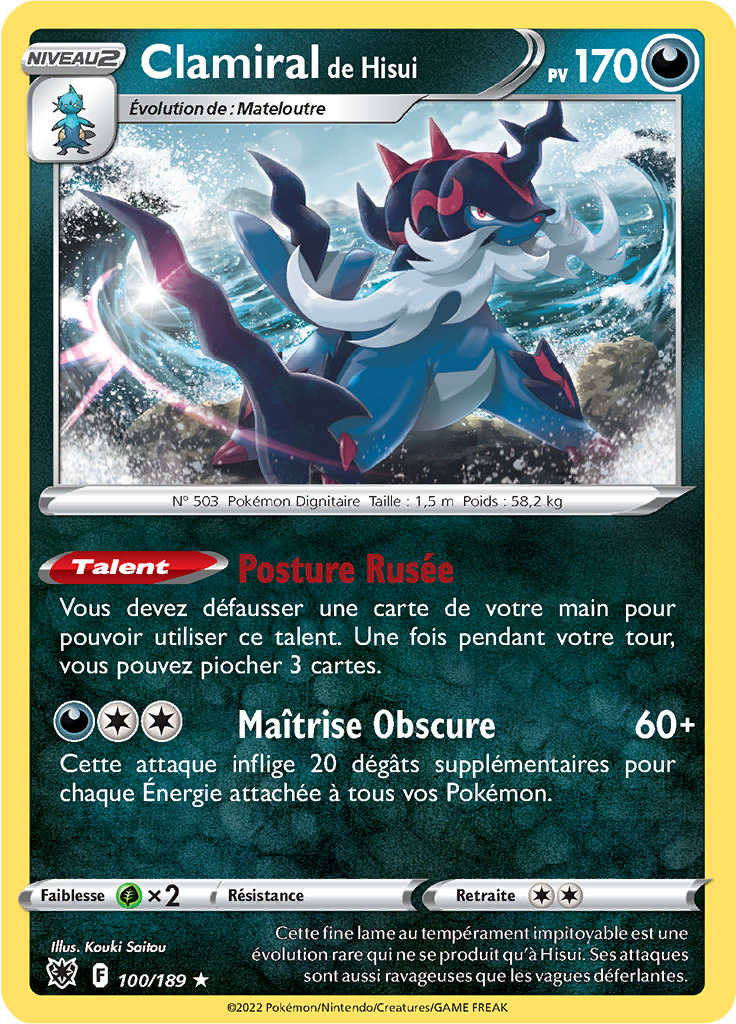 NIVEAU 2
Clamiral de Hisui
PV 170
Évolution de : Mateloutre
N° 503 Pokémon Dignitaire Taille : 1,5 m Poids : 58,2 kg
Talent Posture Rusée
Vous devez défausser une carte de votre main pour
pouvoir utiliser ce talent. Une fois pendant votre tour,
vous pouvez piocher 3 cartes.
Maîtrise Obscure 60+
Cette attaque inflige 20 dégâts supplémentaires pour
chaque Énergie attachée à tous vos Pokémon.
Faiblesse ×2 Résistance Retraite
Illus. Kouki Saitou
Cette fine lame au tempérament impitoyable est une
évolution rare qui ne se produit qu'à Hisui. Ses attaques
sont aussi ravageuses que les vagues déferlantes.
F 100/189 ★
©2022 Pokémon/Nintendo/Creatures/GAME FREAK